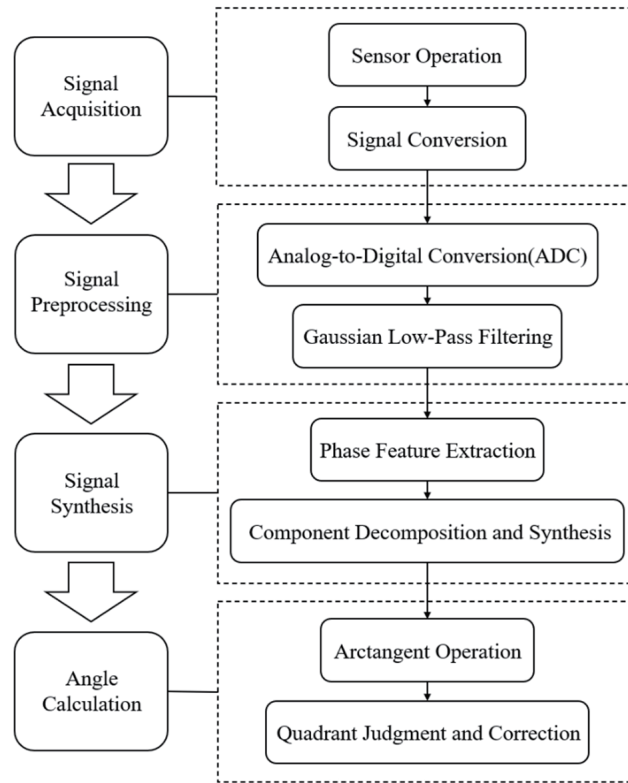 Signal
Acquisition
Sensor Operation
Signal Conversion
Signal
Preprocessing
Analog-to-Digital Conversion(ADC)
Gaussian Low-Pass Filtering
Signal
Synthesis
Phase Feature Extraction
Component Decomposition and Synthesis
Angle
Calculation
Arctangent Operation
Quadrant Judgment and Correction